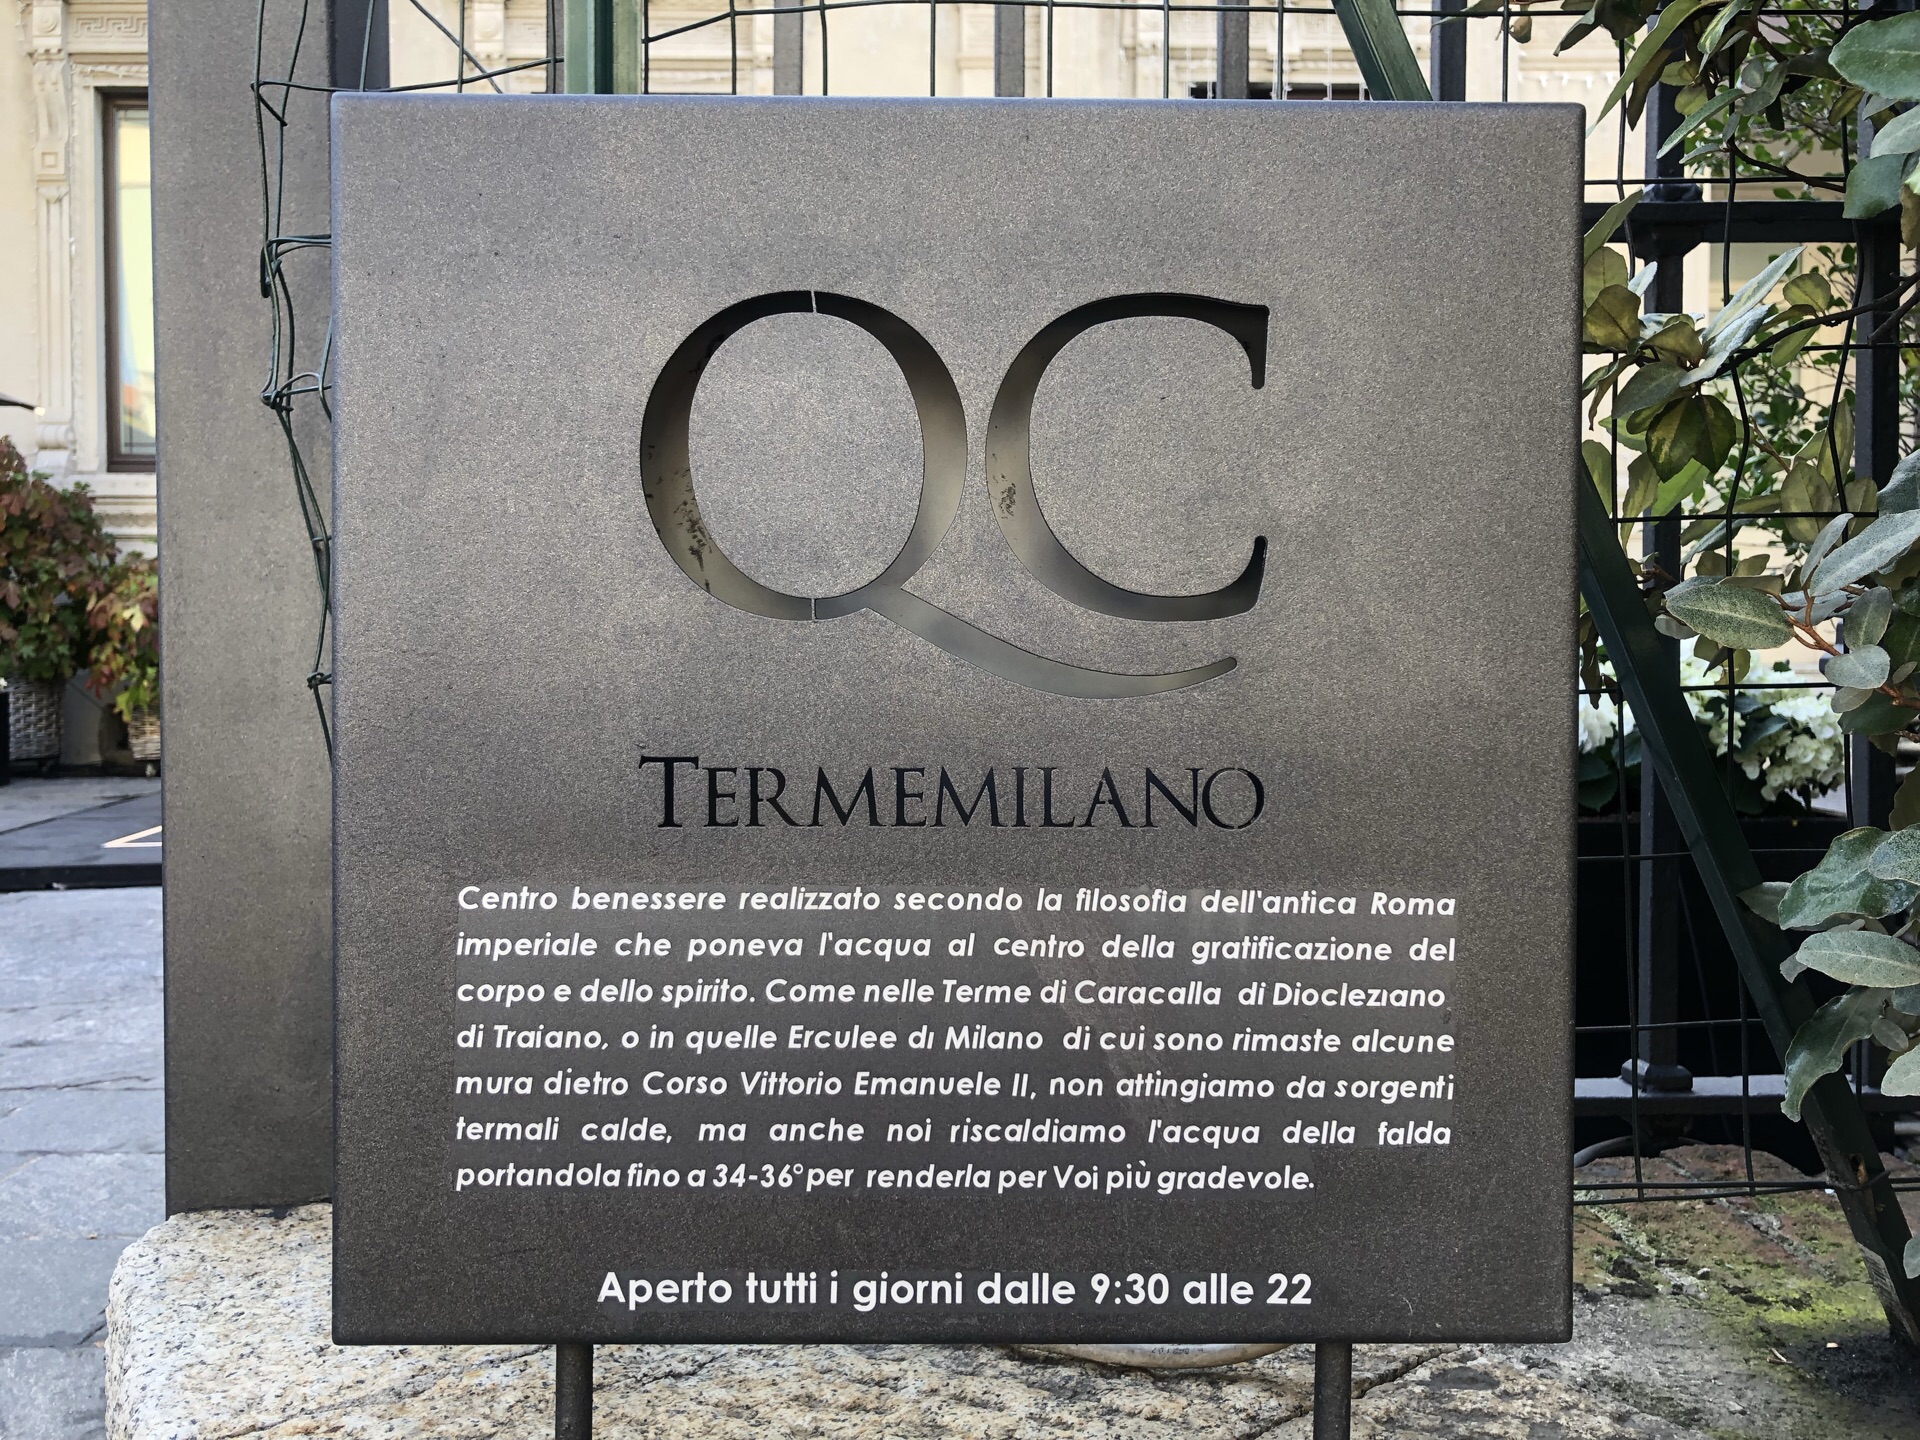 QC
TERMEMILANO
Centro benessere realizzato secondo la filosofia dell'antica Roma
imperiale che poneva l'acqua al centro della gratificazione del
corpo e dello spirito. Come nelle Terme di Caracalla di Diocleziano
di Traiano, o in quelle Erculee di Milano di cui sono rimaste alcune
mura dietro Corso Vittorio Emanuele II, non attingiamo da sorgenti
termali calde, ma anche noi riscaldiamo l'acqua della falda
portandola fino a 34-36° per renderla per Voi più gradevole.
Aperto tutti i giorni dalle 9:30 alle 22